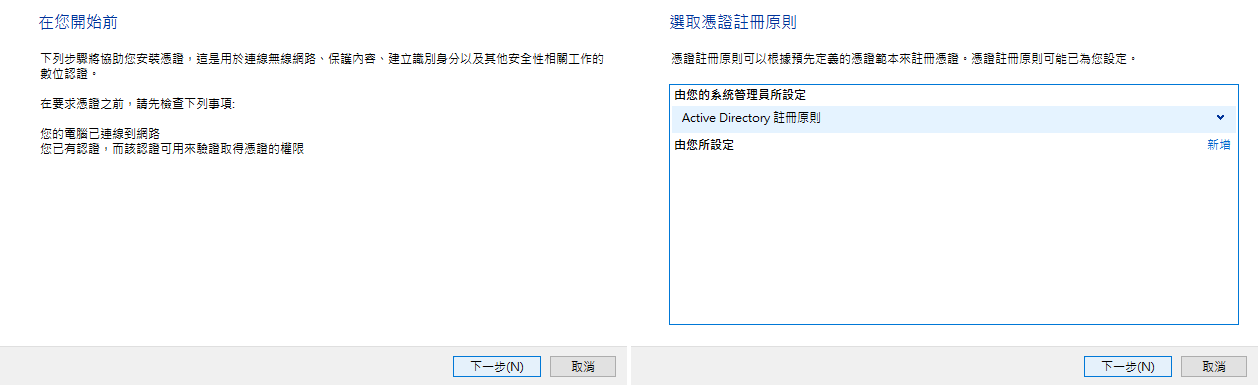 在您開始前
下列步驟將協助您安裝憑證，這是用於連線無線網路、保護內容、建立識別身分以及其他安全性相關工作的
數位認證。
在要求憑證之前，請先檢查下列事項:
您的電腦已連線到網路
您已有認證，而該認證可用來驗證取得憑證的權限
下一步(N)
取消
選取憑證註冊原則
憑證註冊原則可以根據預先定義的憑證範本來註冊憑證。憑證註冊原則可能已為您設定。
由您的系統管理員所設定
Active Directory 註冊原則
由您所設定
新增
下一步(N)
取消